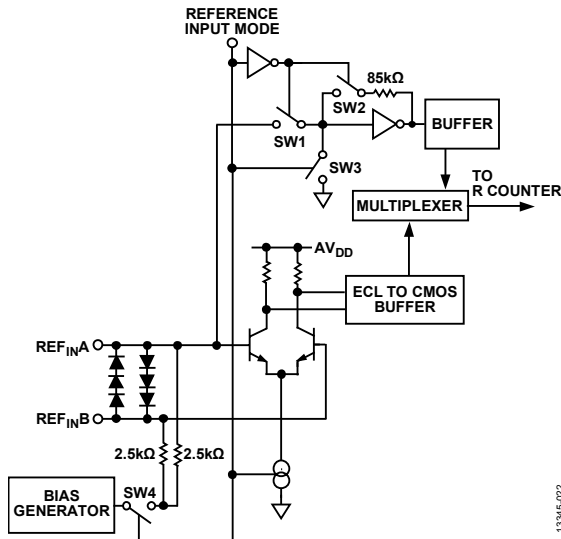 REFERENCE
INPUT MODE
85kΩ
SW2
SW1
BUFFER
SW3
TO
R COUNTER
MULTIPLEXER
AVDD
ECL TO CMOS
BUFFER
REFINA
REFINB
2.5kΩ
2.5kΩ
BIAS
GENERATOR
SW4
13345-022